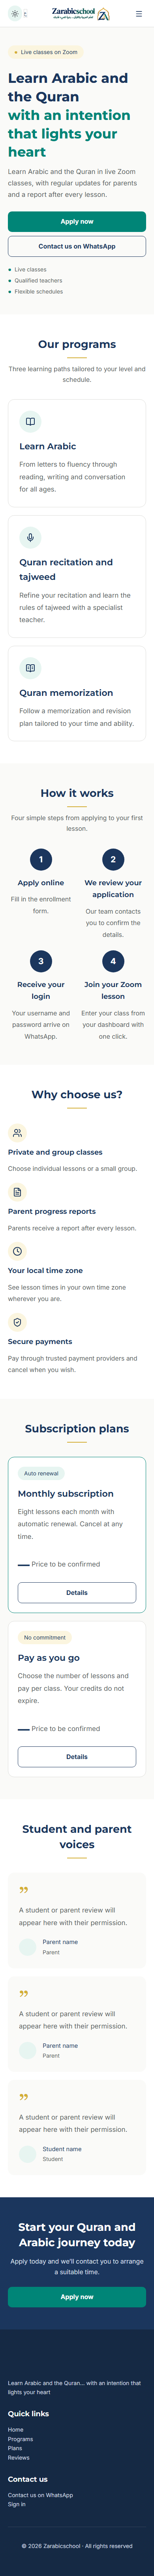 Zarabicschool
Live classes on Zoom
Learn Arabic and
the Quran
with an intention
that lights your
heart
Learn Arabic and the Quran in live Zoom
classes, with regular updates for parents
and a report after every lesson.
Apply now
Contact us on WhatsApp
Live classes
Qualified teachers
Flexible schedules
Our programs
Three learning paths tailored to your level and
schedule.
Learn Arabic
From letters to fluency through
reading, writing and conversation
for all ages.
Quran recitation and
tajweed
Refine your recitation and learn the
rules of tajweed with a specialist
teacher.
Quran memorization
Follow a memorization and revision
plan tailored to your time and ability.
How it works
Four simple steps from applying to your first
lesson.
1
Apply online
Fill in the enrollment
form.
2
We review your
application
Our team contacts
you to confirm the
details.
3
Receive your
login
Your username and
password arrive on
WhatsApp.
4
Join your Zoom
lesson
Enter your class from
your dashboard with
one click.
Why choose us?
Private and group classes
Choose individual lessons or a small group.
Parent progress reports
Parents receive a report after every lesson.
Your local time zone
See lesson times in your own time zone
wherever you are.
Secure payments
Pay through trusted payment providers and
cancel when you wish.
Subscription plans
Auto renewal
Monthly subscription
Eight lessons each month with
automatic renewal. Cancel at any
time.
— Price to be confirmed
Details
No commitment
Pay as you go
Choose the number of lessons and
pay per class. Your credits do not
expire.
— Price to be confirmed
Details
Student and parent
voices
”
A student or parent review will
appear here with their permission.
Parent name
Parent
”
A student or parent review will
appear here with their permission.
Parent name
Parent
”
A student or parent review will
appear here with their permission.
Student name
Student
Start your Quran and
Arabic journey today
Apply today and we'll contact you to arrange
a suitable time.
Apply now
Learn Arabic and the Quran… with an intention that
lights your heart
Quick links
Home
Programs
Plans
Reviews
Contact us
Contact us on WhatsApp
Sign in
© 2026 Zarabicschool · All rights reserved